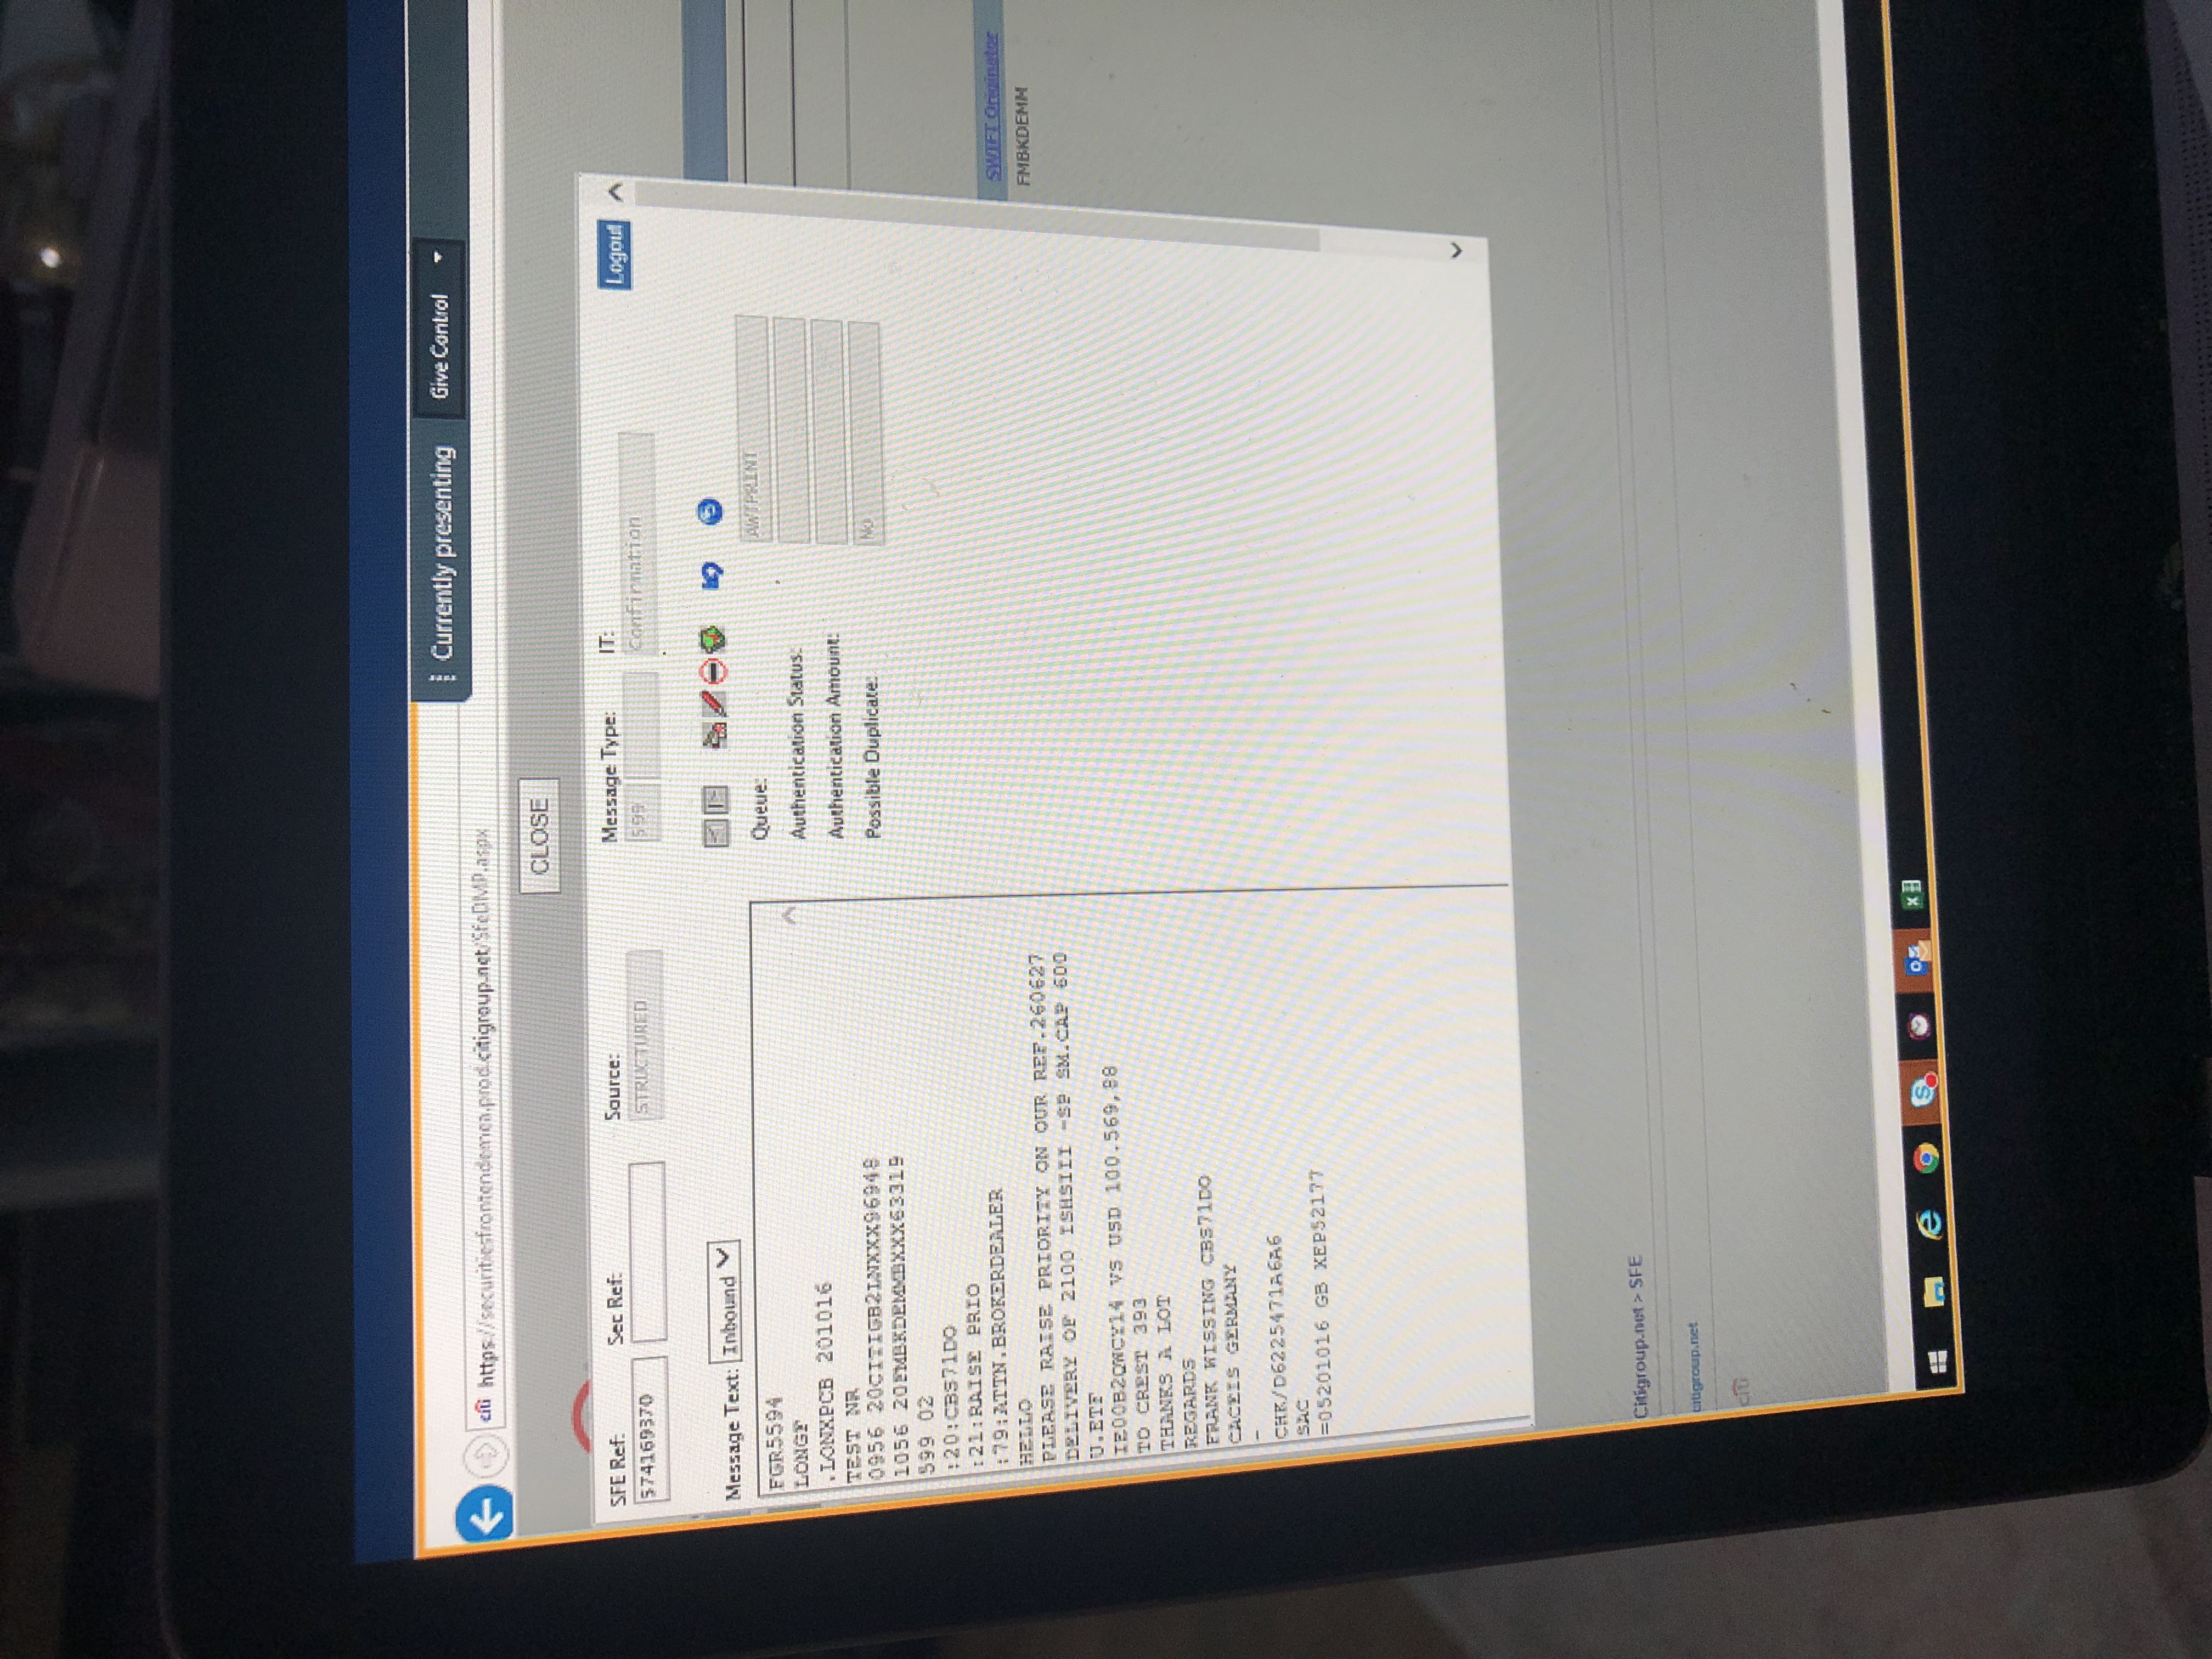 Currently presenting
Give Control
citi https://securitiesfrontendemea.prod.citigroup.net/SfeDMP.aspx
CLOSE
SFE Ref:
Sec Ref:
Source:
Message Type:
IT:
Logout
574169370
STRUCTURED
599
Confirmation
Message Text: Inbound
Queue:
AWTPRINT
Authentication Status:
Authentication Amount:
Possible Duplicate:
No
FGR5594
LONGF
.LONXPCB 201016
TEST NR
0956 20CITIGB2LNXXX96948
1056 20FMBKDEMMBXXX63319
599 02
:20:CBS71DO
:21:RAISE PRIO
:79:ATTN.BROKERDEALER
HELLO
PLEASE RAISE PRIORITY ON OUR REF.260627
DELIVERY OF 2100 ISHSIII -SP SM.CAP 600
U.ETF
IE00B2QWCY14 VS USD 100.569,88
TO CREST 393
THANKS A LOT
REGARDS
FRANK WISSING CBS71DO
CACEIS GERMANY
-
CHK/D6225471A6A6
SAC
=05201016 GB XEP52177
SWIFT Originator
FMBKDEMM
Citigroup.net > SFE
citigroup.net
citi